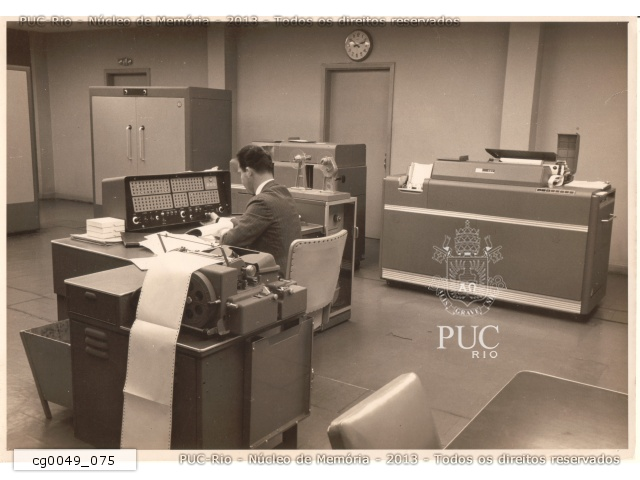 PUC-Rio - Núcleo de Memória - 2013 - Todos os direitos reservados
PUC
RIO
cg0049_075
PUC-Rio - Núcleo de Memória - 2013 - Todos os direitos reservados